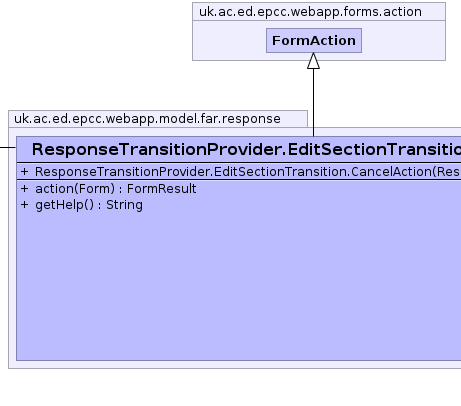 uk.ac.ed.epcc.webapp.forms.action
FormAction
uk.ac.ed.epcc.webapp.model.far.response
ResponseTransitionProvider.EditSectionTransitio
+ ResponseTransitionProvider.EditSectionTransition.CancelAction(Res
+ action(Form) : FormResult
+ getHelp() : String